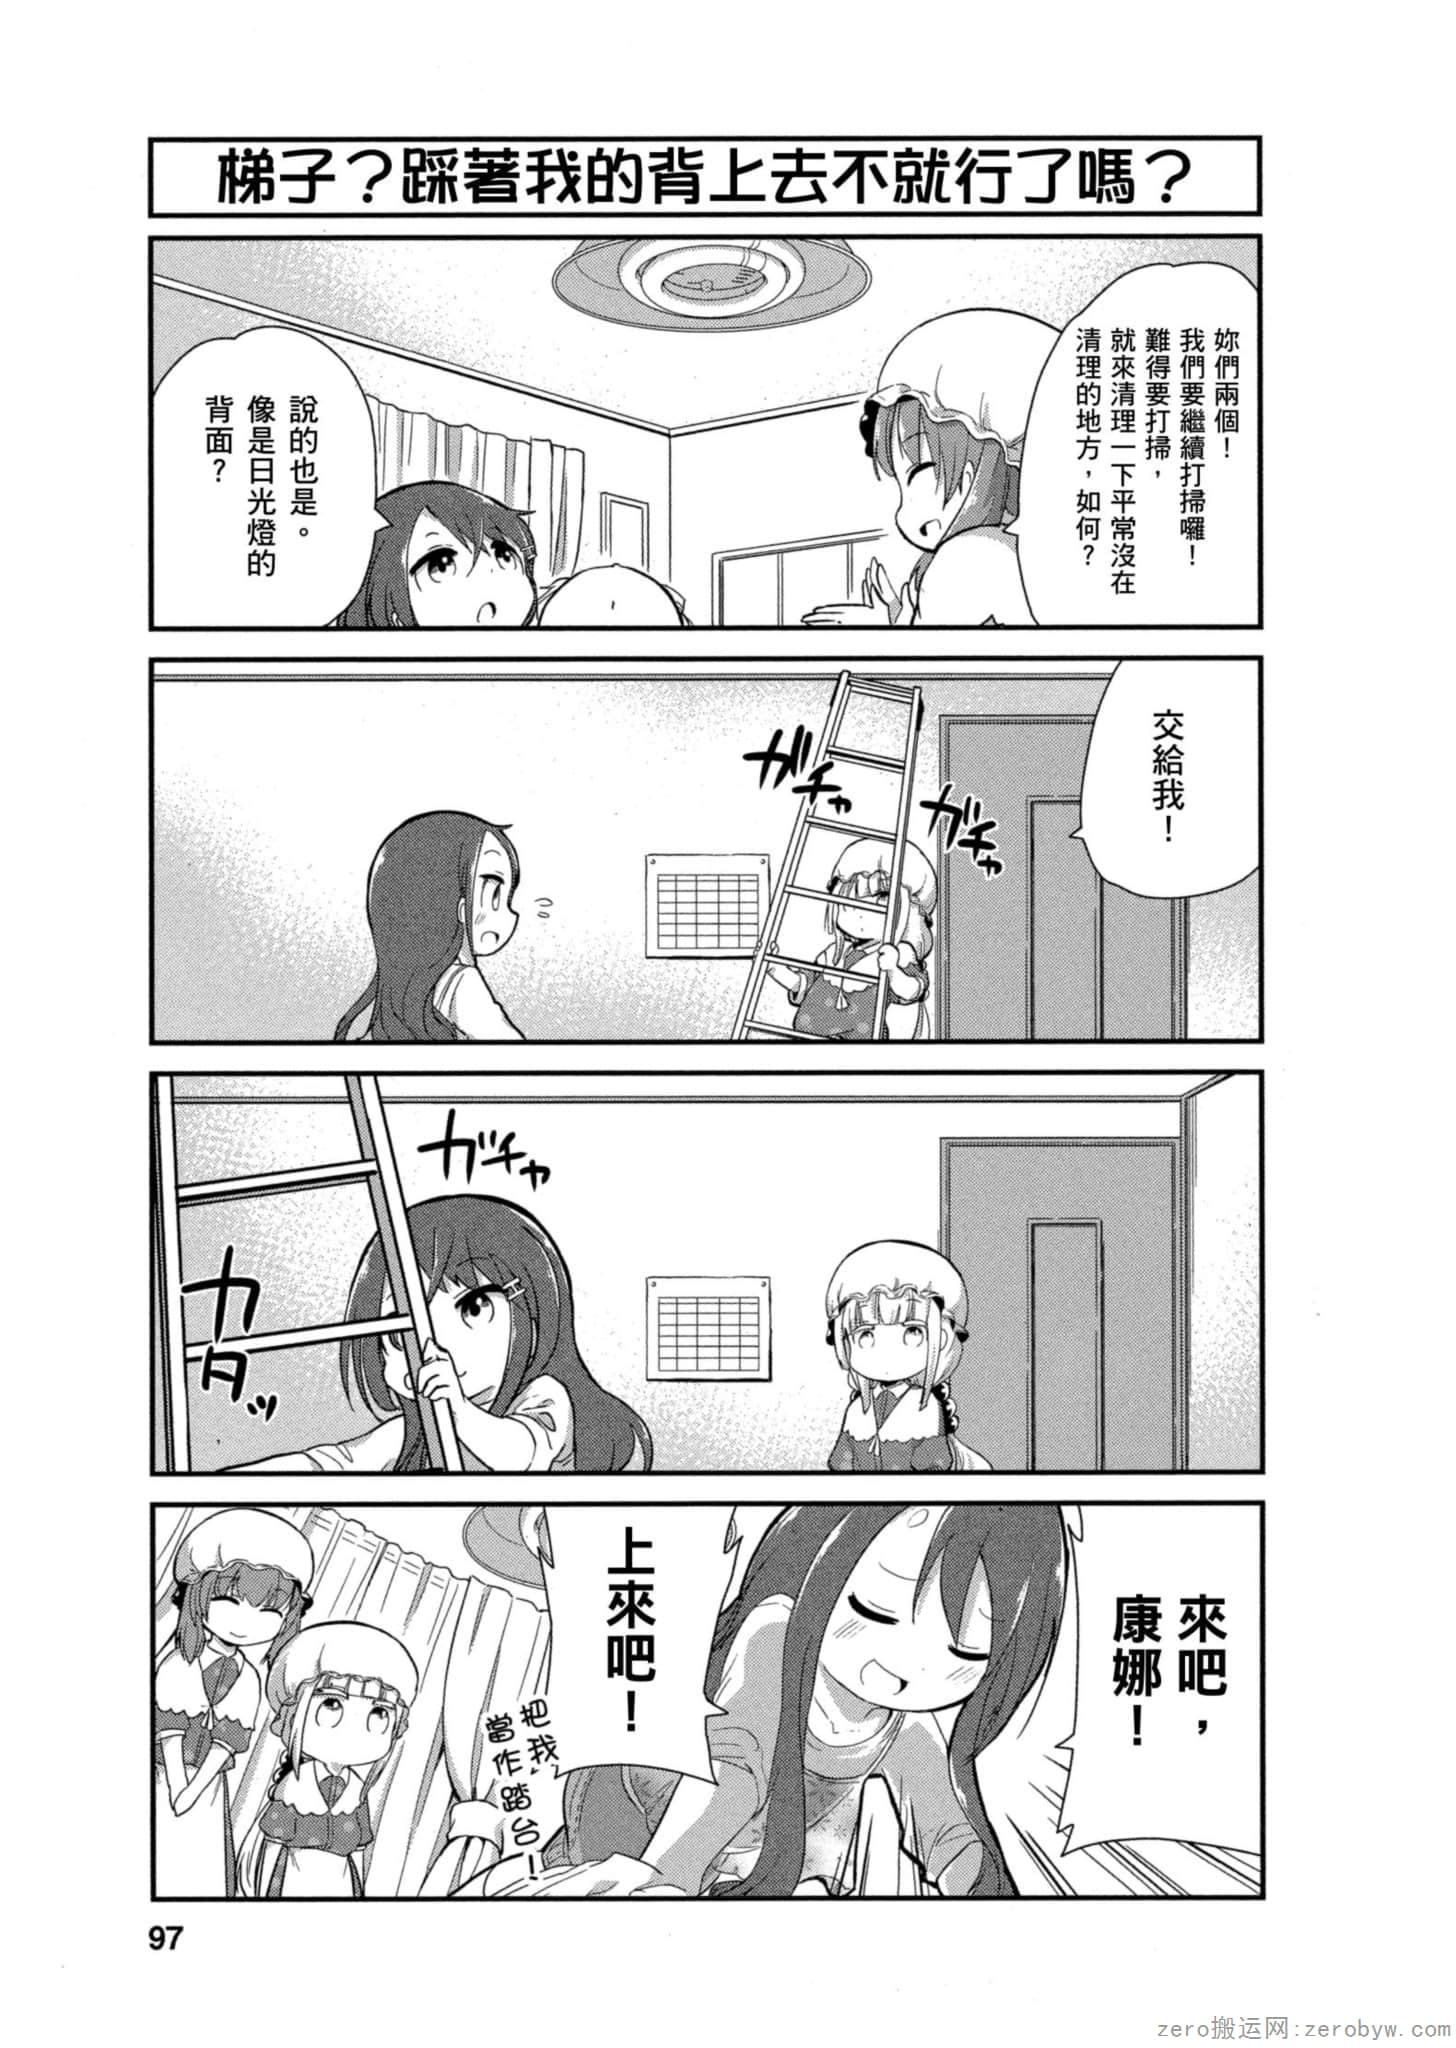 梯子？踩著我的背上去不就行了嗎？
妳們兩個！
我們要繼續打掃囉！
難得要打掃，
就來清理一下平常沒在
清理的地方，如何？
說的也是。
像是日光燈的
背面？
交給我！
ガチャ
ガチャ
ガチャ
ガタッ
來吧，
康娜！
上來吧！
把我
當作踏台！
97
zero搬运网:zerobyw.com